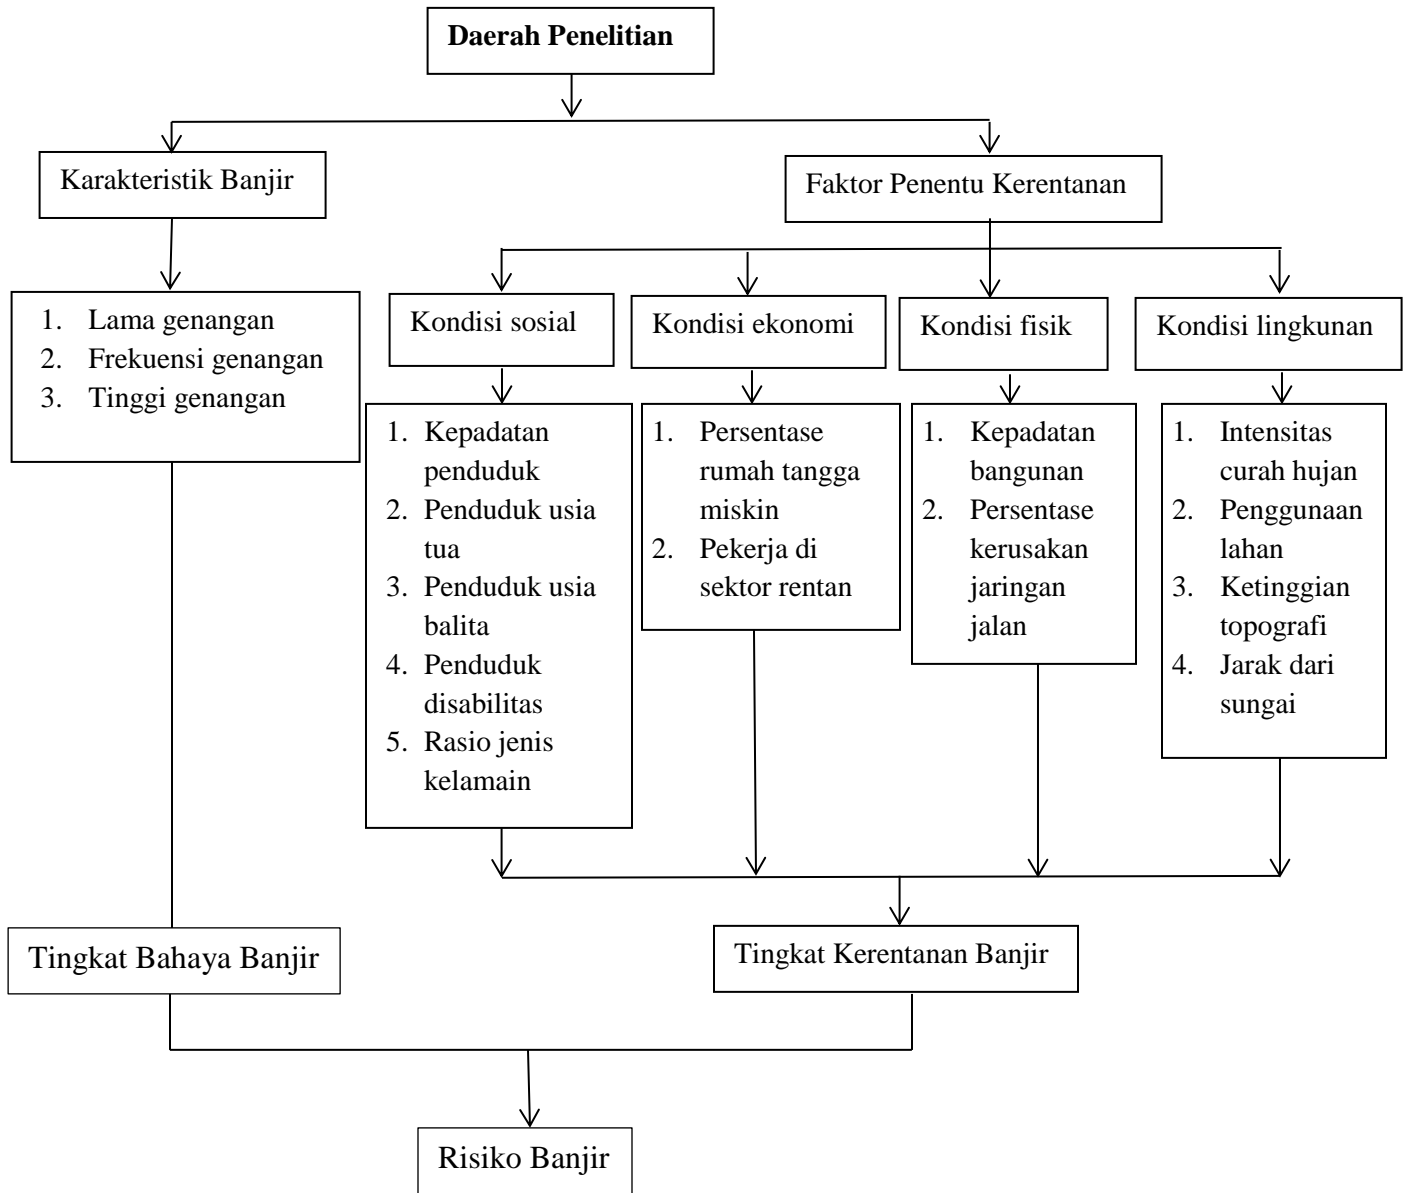 Daerah Penelitian
Karakteristik Banjir
Faktor Penentu Kerentanan
1. Lama genangan
2. Frekuensi genangan
3. Tinggi genangan
Kondisi sosial
Kondisi ekonomi
Kondisi fisik
Kondisi lingkunan
1. Kepadatan
penduduk
2. Penduduk usia
tua
3. Penduduk usia
balita
4. Penduduk
disabilitas
5. Rasio jenis
kelamain
1. Persentase
rumah tangga
miskin
2. Pekerja di
sektor rentan
1. Kepadatan
bangunan
2. Persentase
kerusakan
jaringan
jalan
1. Intensitas
curah hujan
2. Penggunaan
lahan
3. Ketinggian
topografi
4. Jarak dari
sungai
Tingkat Bahaya Banjir
Tingkat Kerentanan Banjir
Risiko Banjir